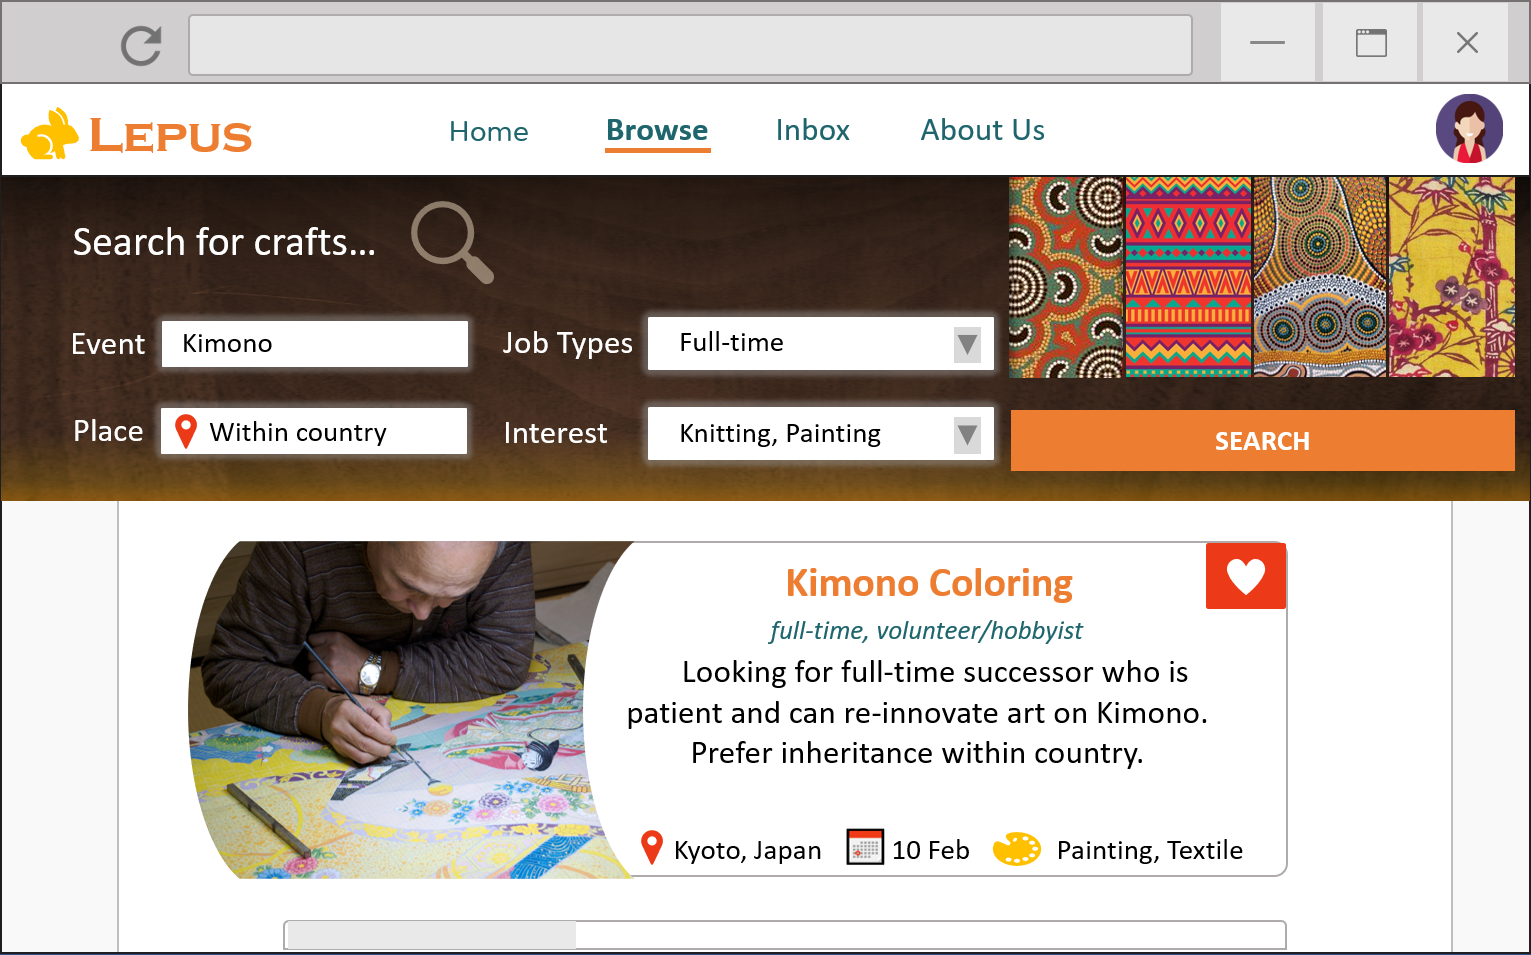 LEPUS
Home
Browse
Inbox
About Us
Search for crafts...
Event
Kimono
Job Types
Full-time
Place
Within country
Interest
Knitting, Painting
SEARCH
Kimono Coloring
full-time, volunteer/hobbyist
Looking for full-time successor who is
patient and can re-innovate art on Kimono.
Prefer inheritance within country.
Kyoto, Japan
10 Feb
Painting, Textile